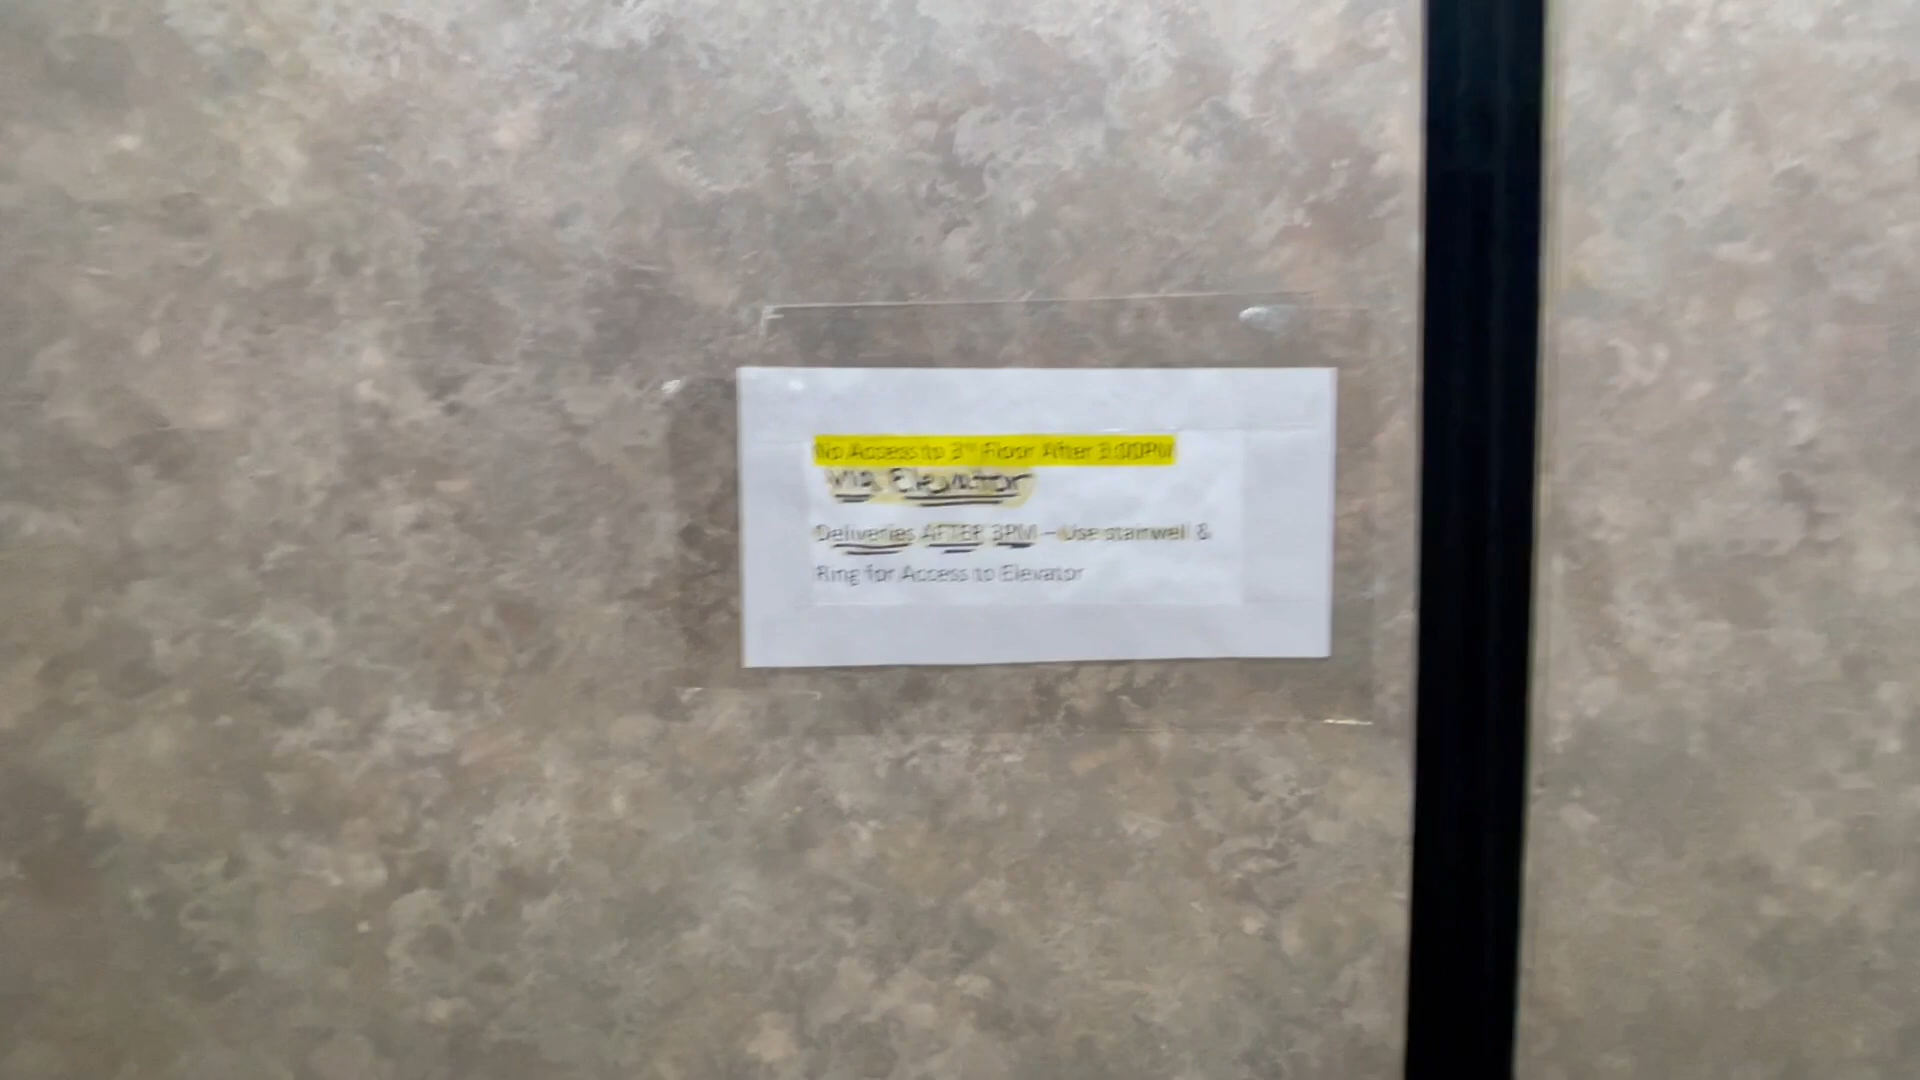 No Access to 3rd Floor After 3:00PM
VIA Elevator
Deliveries AFTER 3PM – Use stairwell &
Ring for Access to Elevator